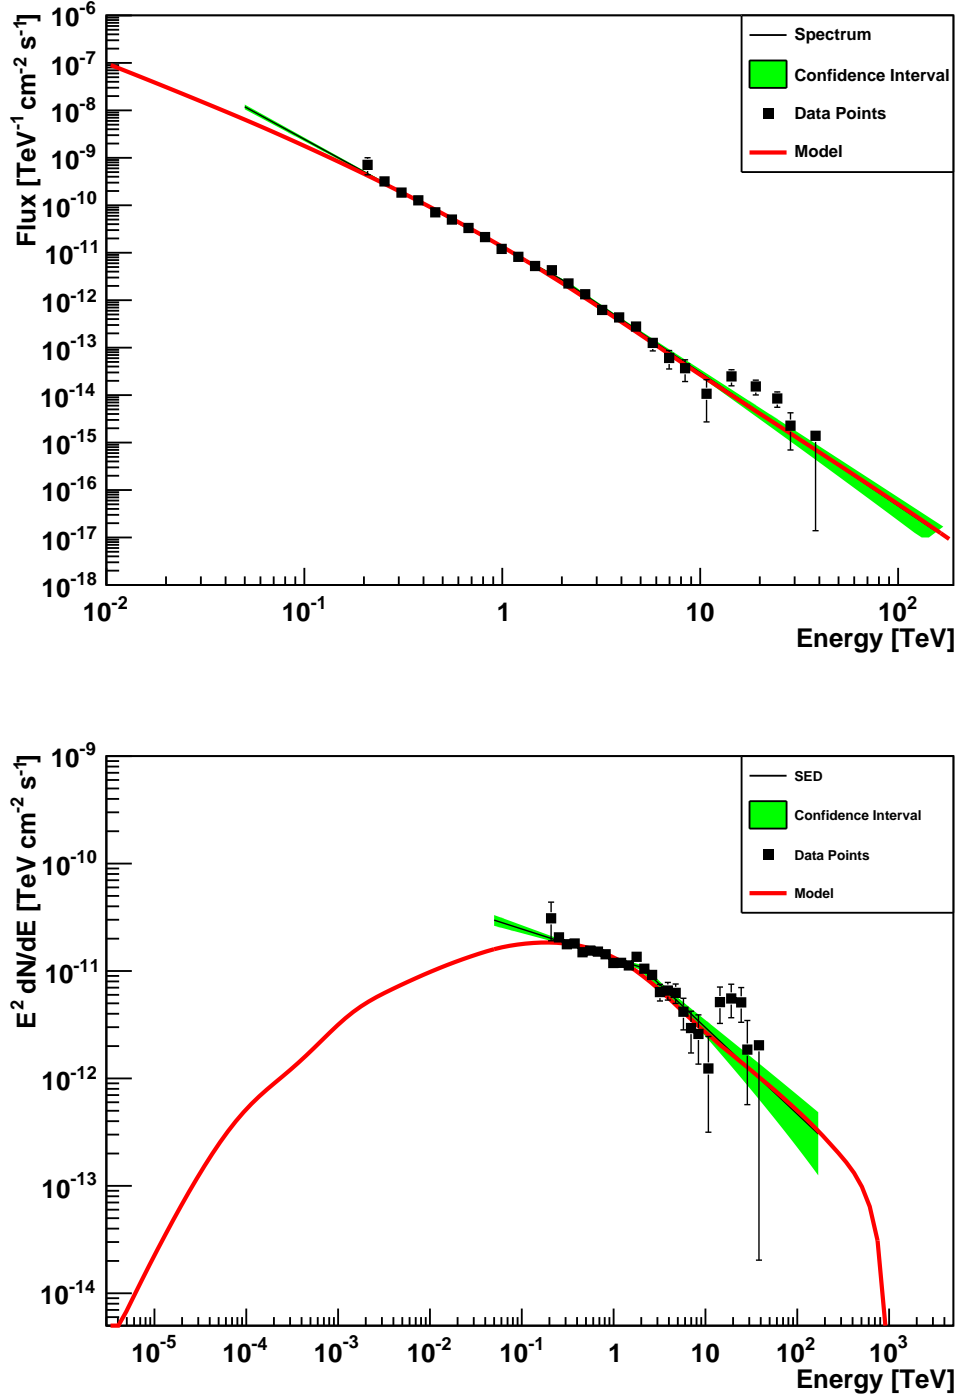 10^-6
10^-7
10^-8
10^-9
10^-10
10^-11
10^-12
10^-13
10^-14
10^-15
10^-16
10^-17
10^-18
Flux [TeV^-1 cm^-2 s^-1]
Spectrum
Confidence Interval
Data Points
Model
10^-2 10^-1 1 10 10^2
Energy [TeV]
10^-9
10^-10
10^-11
10^-12
10^-13
10^-14
E^2 dN/dE [TeV cm^-2 s^-1]
SED
Confidence Interval
Data Points
Model
10^-5 10^-4 10^-3 10^-2 10^-1 1 10 10^2 10^3
Energy [TeV]